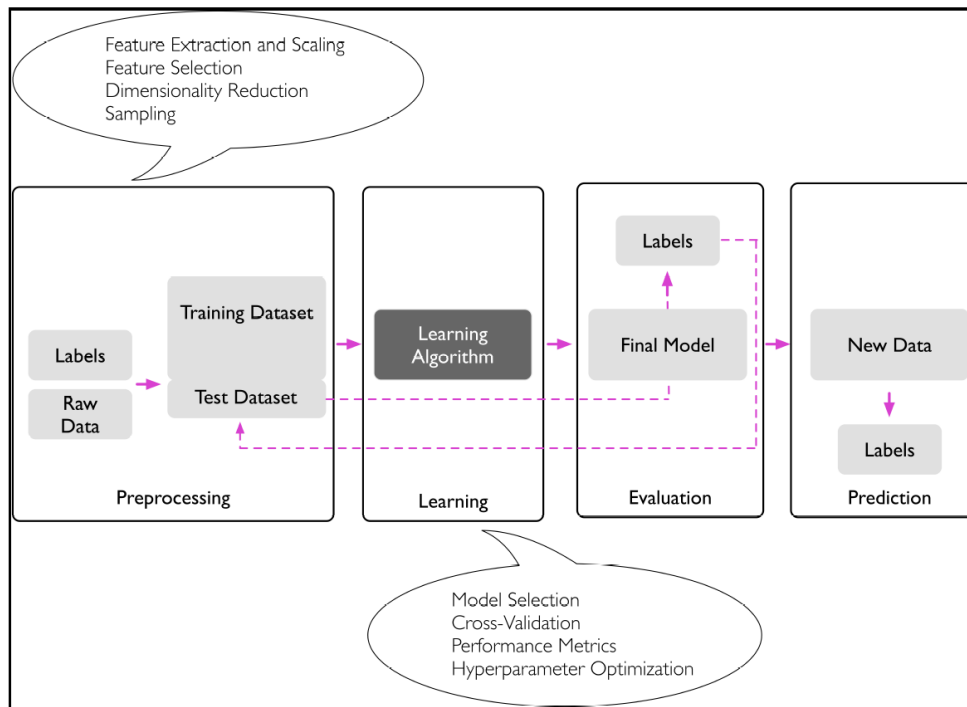 Feature Extraction and Scaling
Feature Selection
Dimensionality Reduction
Sampling
Labels
Raw
Data
Training Dataset
Test Dataset
Preprocessing
Learning
Algorithm
Learning
Labels
Final Model
Evaluation
New Data
Labels
Prediction
Model Selection
Cross-Validation
Performance Metrics
Hyperparameter Optimization